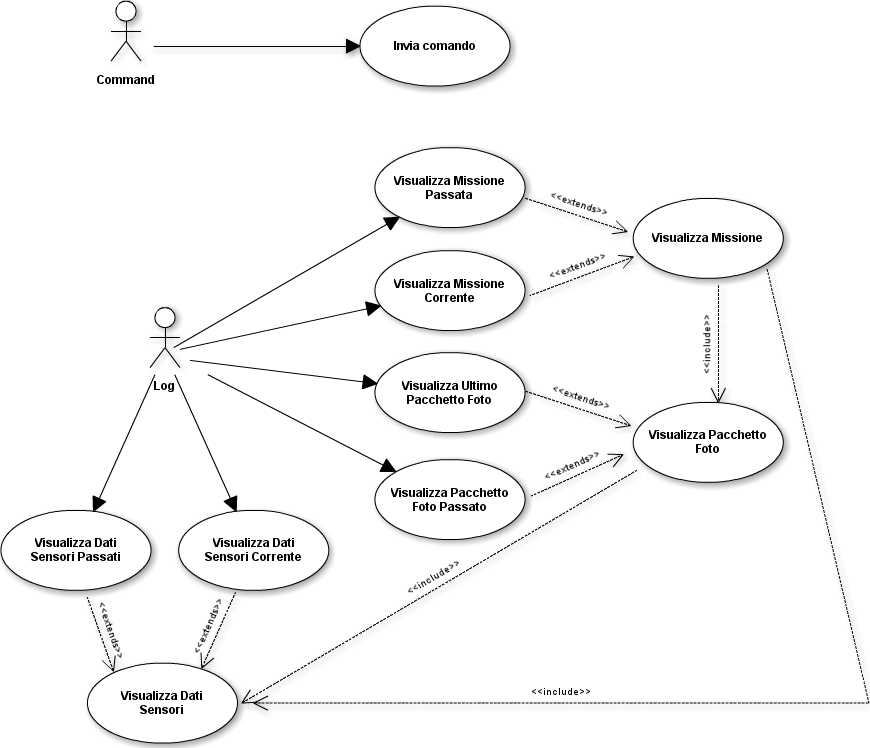 Invia comando
Command
Visualizza Missione
Passata
<<extends>>
Visualizza Missione
<<extends>>
Visualizza Missione
Corrente
<<include>>
Log
Visualizza Ultimo
Pacchetto Foto
<<extends>>
Visualizza Pacchetto
Foto
<<extends>>
Visualizza Pacchetto
Foto Passato
Visualizza Dati
Sensori Passati
Visualizza Dati
Sensori Corrente
<<include>>
<<extends>>
<<extends>>
Visualizza Dati
Sensori
<<include>>